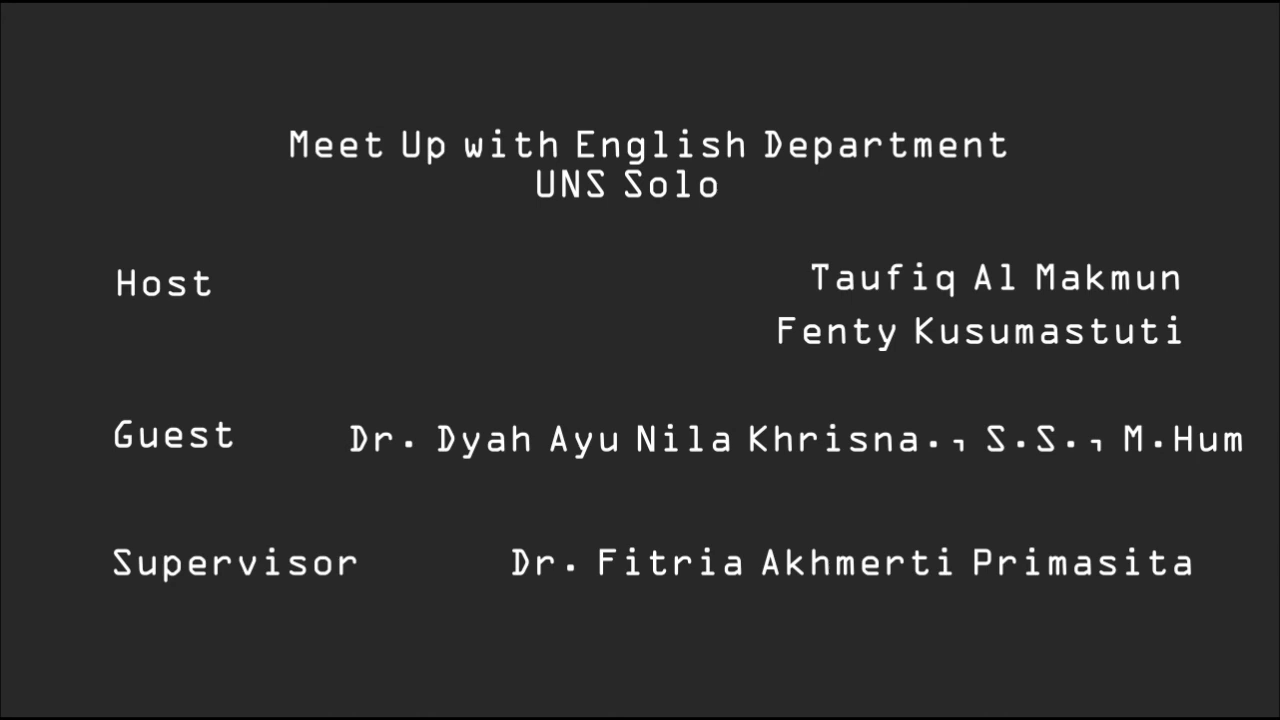 Meet Up with English Department
UNS Solo
Host
Taufiq Al Makmun
Fenty Kusumastuti
Guest Dr. Dyah Ayu Nila Khrisna., S.S., M.Hum
Supervisor Dr. Fitria Akhmerti Primasita